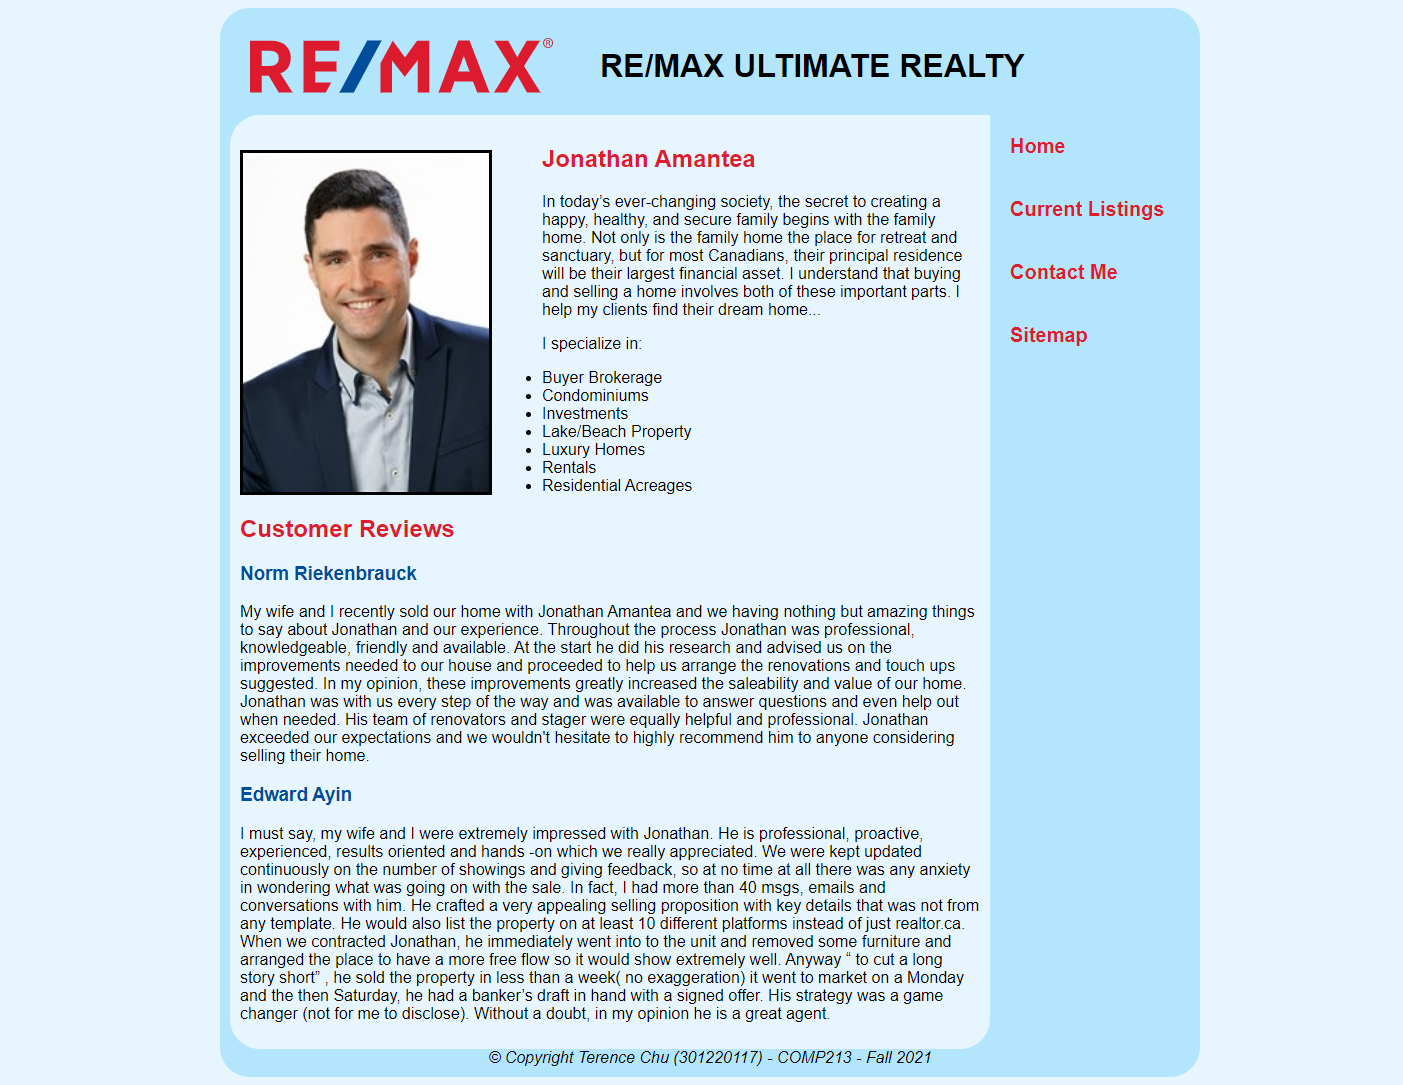 RE/MAX®
RE/MAX ULTIMATE REALTY
Jonathan Amantea
In today’s ever-changing society, the secret to creating a
happy, healthy, and secure family begins with the family
home. Not only is the family home the place for retreat and
sanctuary, but for most Canadians, their principal residence
will be their largest financial asset. I understand that buying
and selling a home involves both of these important parts. I
help my clients find their dream home...
I specialize in:
• Buyer Brokerage
• Condominiums
• Investments
• Lake/Beach Property
• Luxury Homes
• Rentals
• Residential Acreages
Home
Current Listings
Contact Me
Sitemap
Customer Reviews
Norm Riekenbrauck
My wife and I recently sold our home with Jonathan Amantea and we having nothing but amazing things
to say about Jonathan and our experience. Throughout the process Jonathan was professional,
knowledgeable, friendly and available. At the start he did his research and advised us on the
improvements needed to our house and proceeded to help us arrange the renovations and touch ups
suggested. In my opinion, these improvements greatly increased the saleability and value of our home.
Jonathan was with us every step of the way and was available to answer questions and even help out
when needed. His team of renovators and stager were equally helpful and professional. Jonathan
exceeded our expectations and we wouldn't hesitate to highly recommend him to anyone considering
selling their home.
Edward Ayin
I must say, my wife and I were extremely impressed with Jonathan. He is professional, proactive,
experienced, results oriented and hands -on which we really appreciated. We were kept updated
continuously on the number of showings and giving feedback, so at no time at all there was any anxiety
in wondering what was going on with the sale. In fact, I had more than 40 msgs, emails and
conversations with him. He crafted a very appealing selling proposition with key details that was not from
any template. He would also list the property on at least 10 different platforms instead of just realtor.ca.
When we contracted Jonathan, he immediately went into to the unit and removed some furniture and
arranged the place to have a more free flow so it would show extremely well. Anyway “ to cut a long
story short” , he sold the property in less than a week( no exaggeration) it went to market on a Monday
and the then Saturday, he had a banker’s draft in hand with a signed offer. His strategy was a game
changer (not for me to disclose). Without a doubt, in my opinion he is a great agent.
© Copyright Terence Chu (301220117) - COMP213 - Fall 2021